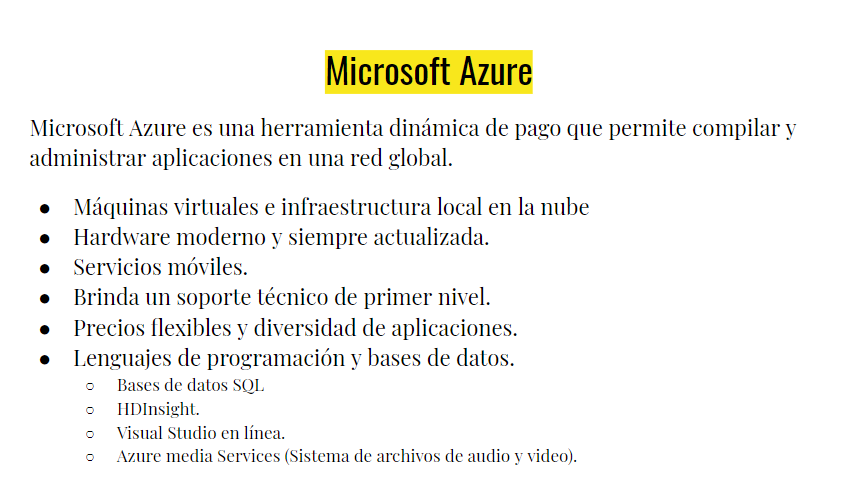 Microsoft Azure
Microsoft Azure es una herramienta dinámica de pago que permite compilar y
administrar aplicaciones en una red global.
● Máquinas virtuales e infraestructura local en la nube
● Hardware moderno y siempre actualizada.
● Servicios móviles.
● Brinda un soporte técnico de primer nivel.
● Precios flexibles y diversidad de aplicaciones.
● Lenguajes de programación y bases de datos.
○ Bases de datos SQL
○ HDInsight.
○ Visual Studio en línea.
○ Azure media Services (Sistema de archivos de audio y video).